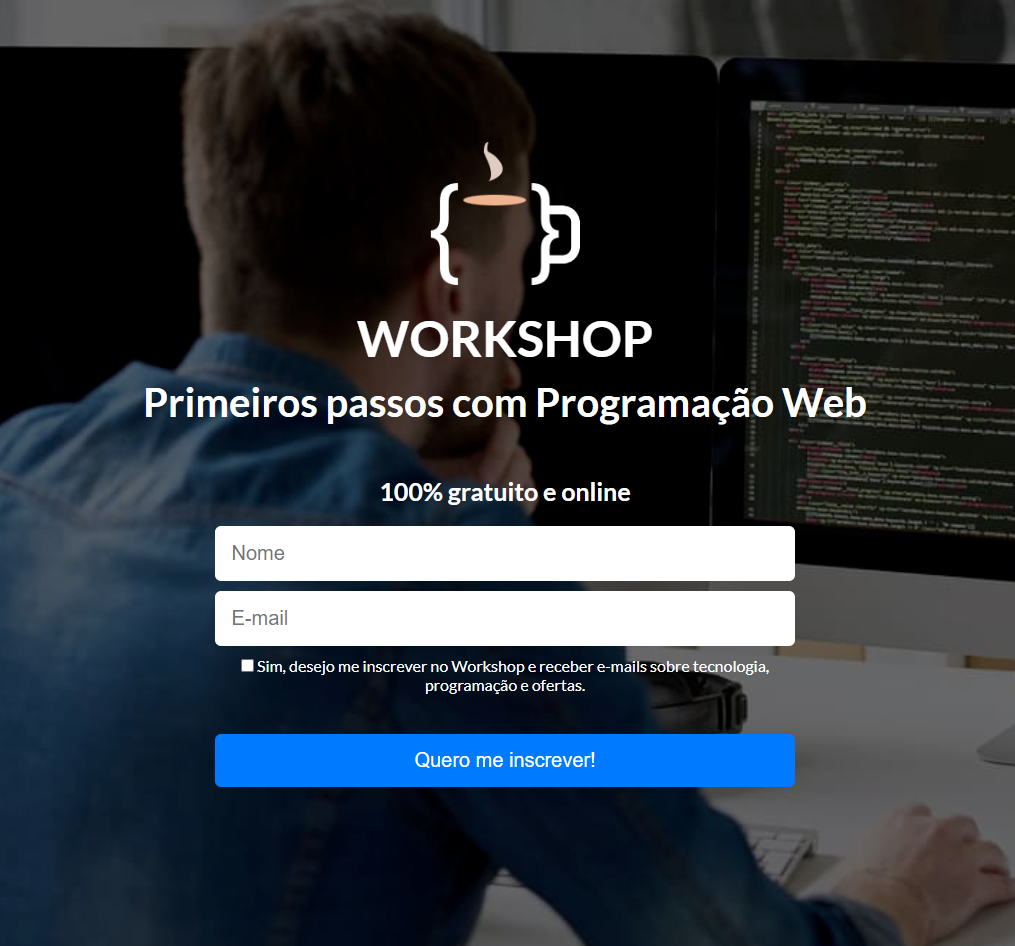 WORKSHOP
Primeiros passos com Programação Web
100% gratuito e online
Nome
E-mail
Sim, desejo me inscrever no Workshop e receber e-mails sobre tecnologia,
programação e ofertas.
Quero me inscrever!